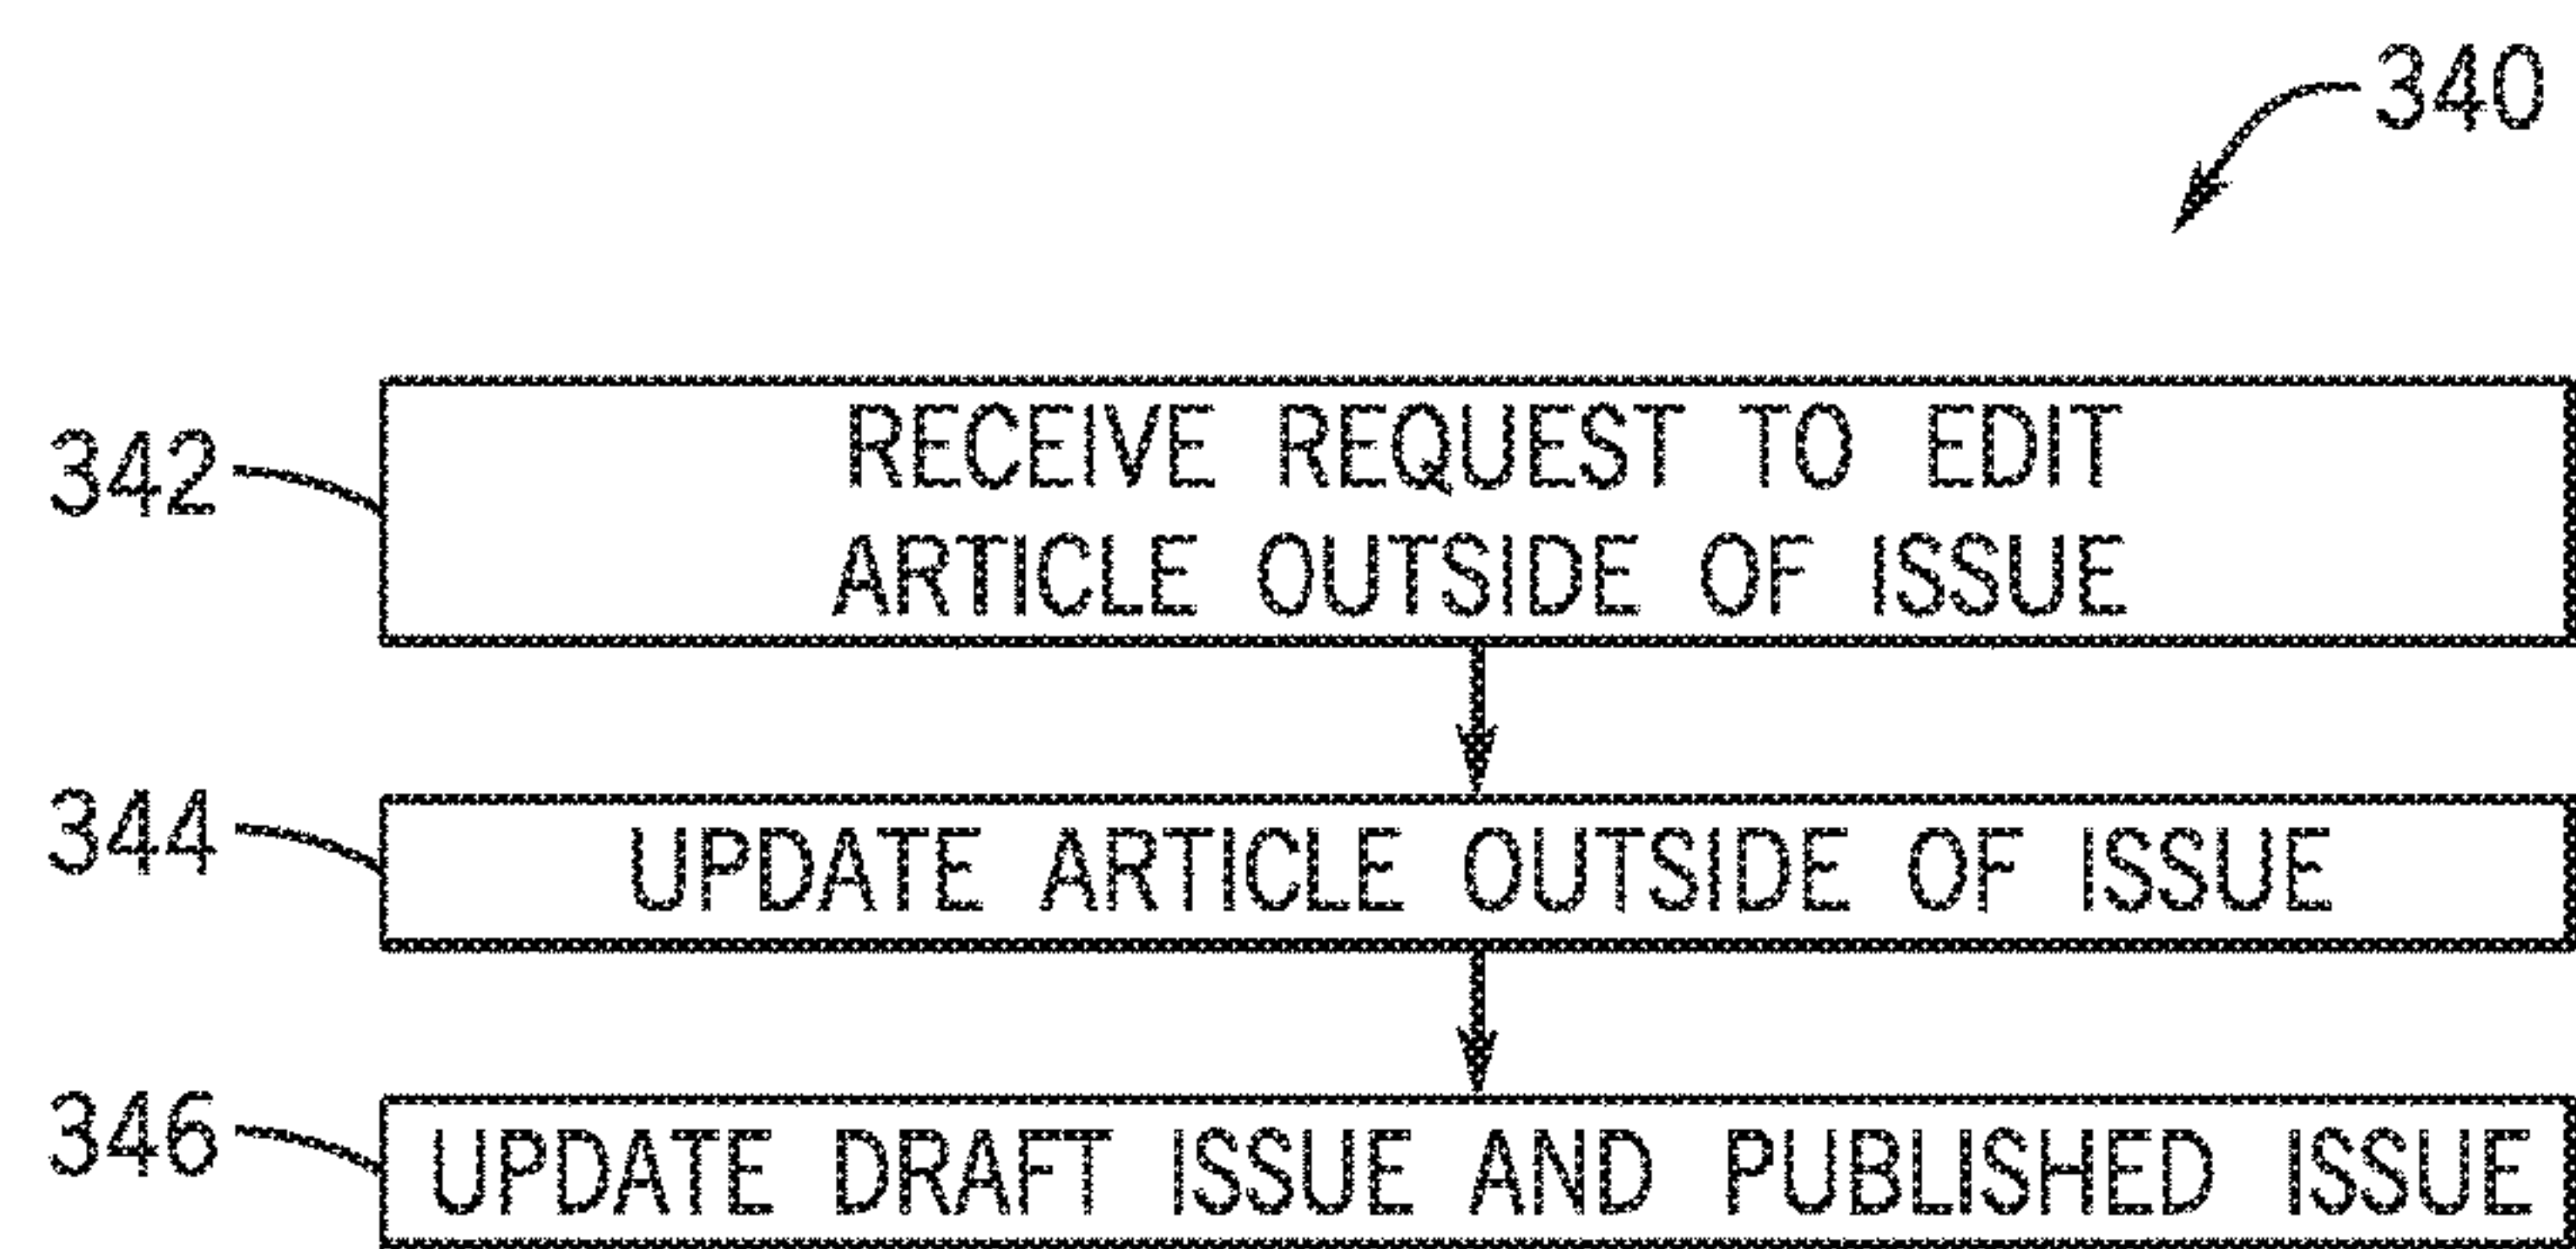 340
342
RECEIVE REQUEST TO EDIT
ARTICLE OUTSIDE OF ISSUE
344
UPDATE ARTICLE OUTSIDE OF ISSUE
346
UPDATE DRAFT ISSUE AND PUBLISHED ISSUE